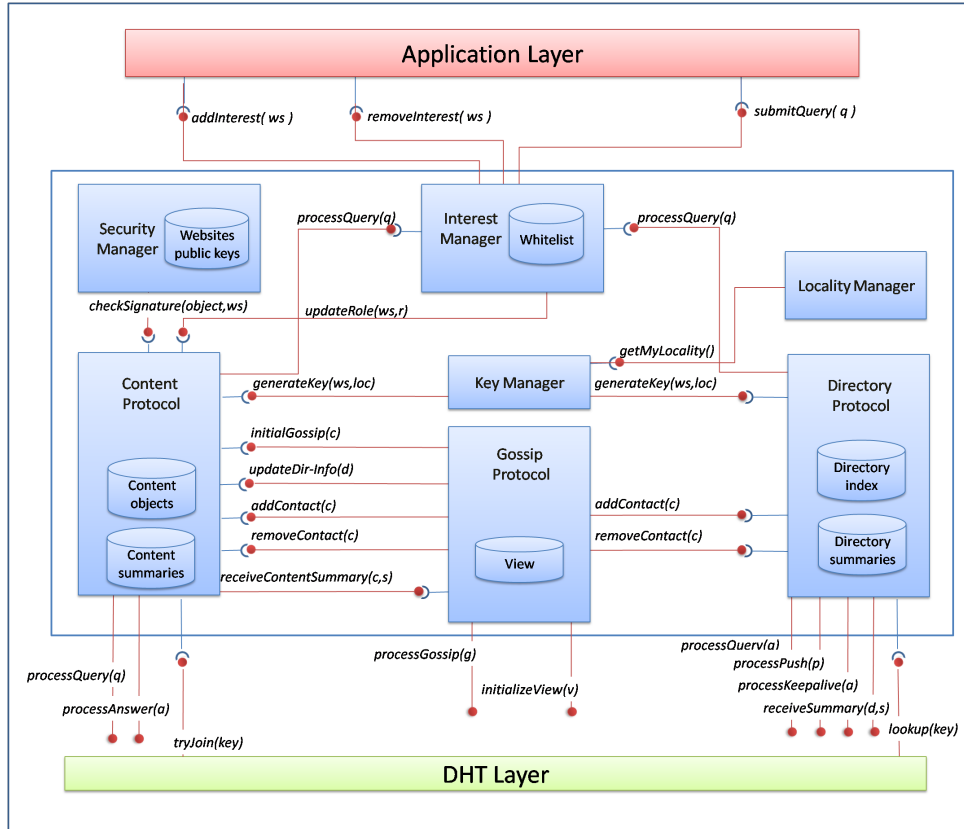 Application Layer
addInterest( ws )
removeInterest( ws )
submitQuery( q )
Security
Manager
Websites
public keys
processQuery(q)
Interest
Manager
Whitelist
processQuery(q)
Locality Manager
checkSignature(object,ws)
updateRole(ws,r)
getMyLocality()
Content
Protocol
generateKey(ws,loc)
Key Manager
generateKey(ws,loc)
Directory
Protocol
initialGossip(c)
Gossip
Protocol
updateDir-Info(d)
Content
objects
Directory
index
addContact(c)
addContact(c)
removeContact(c)
removeContact(c)
Content
summaries
View
Directory
summaries
receiveContentSummary(c,s)
processQuery(q)
processAnswer(a)
tryJoin(key)
processGossip(g)
initializeView(v)
processQuery(q)
processPush(p)
processKeepalive(a)
receiveSummary(d,s)
lookup(key)
DHT Layer